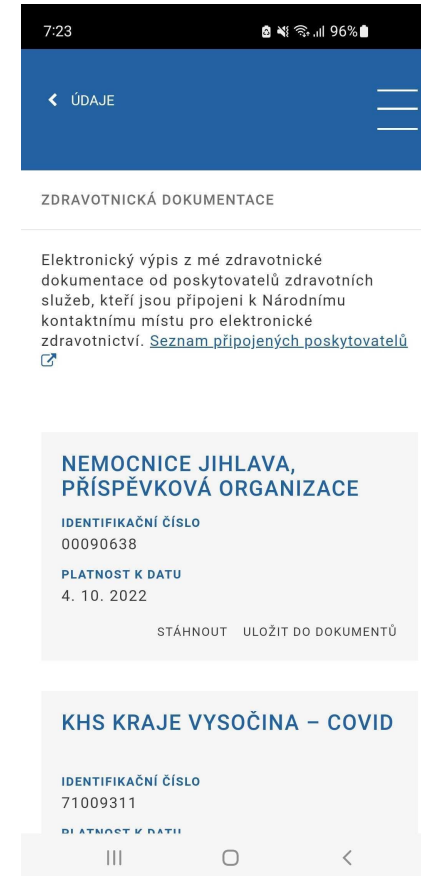 7:23 96%
ÚDAJE
ZDRAVOTNICKÁ DOKUMENTACE
Elektronický výpis z mé zdravotnické
dokumentace od poskytovatelů zdravotních
služeb, kteří jsou připojeni k Národnímu
kontaktnímu místu pro elektronické
zdravotnictví. Seznam připojených poskytovatelů
NEMOCNICE JIHLAVA,
PŘÍSPĚVKOVÁ ORGANIZACE
IDENTIFIKAČNÍ ČÍSLO
00090638
PLATNOST K DATU
4. 10. 2022
STÁHNOUT ULOŽIT DO DOKUMENTŮ
KHS KRAJE VYSOČINA – COVID
IDENTIFIKAČNÍ ČÍSLO
71009311
PLATNOST K DATU